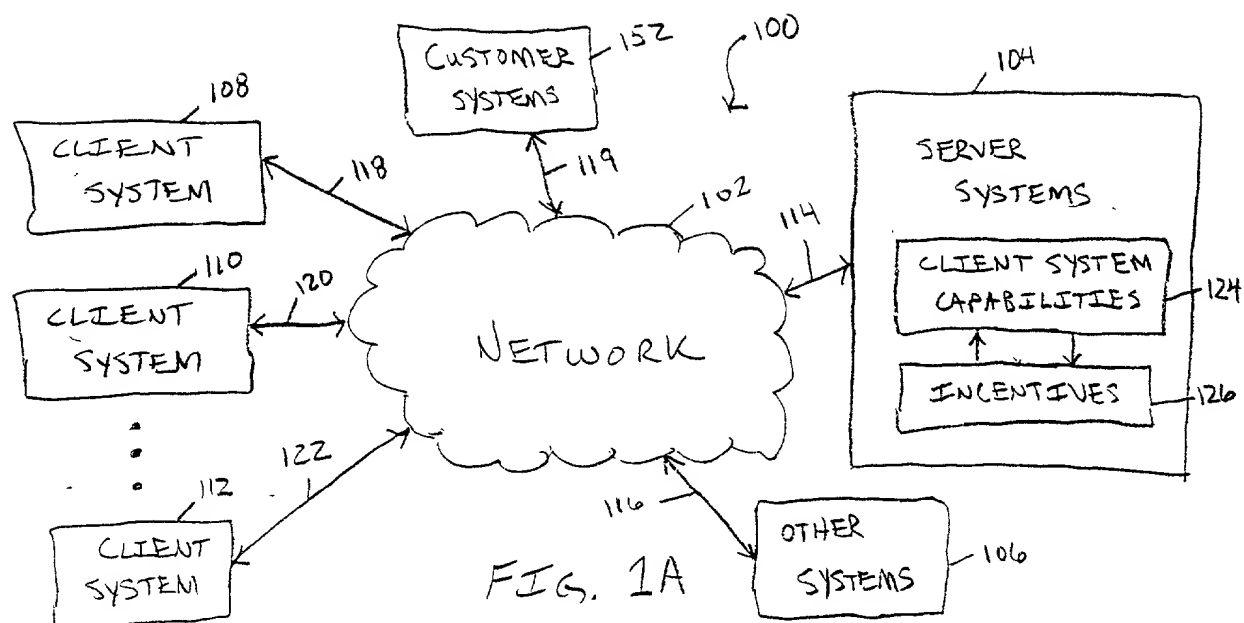 CUSTOMER
SYSTEMS
152
100
104
108
CLIENT
SYSTEM
118
119
102
114
SERVER
SYSTEMS
110
CLIENT
SYSTEM
120
NETWORK
CLIENT SYSTEM
CAPABILITIES
124
INCENTIVES
126
122
112
CLIENT
SYSTEM
116
OTHER
SYSTEMS
106
FIG. 1A